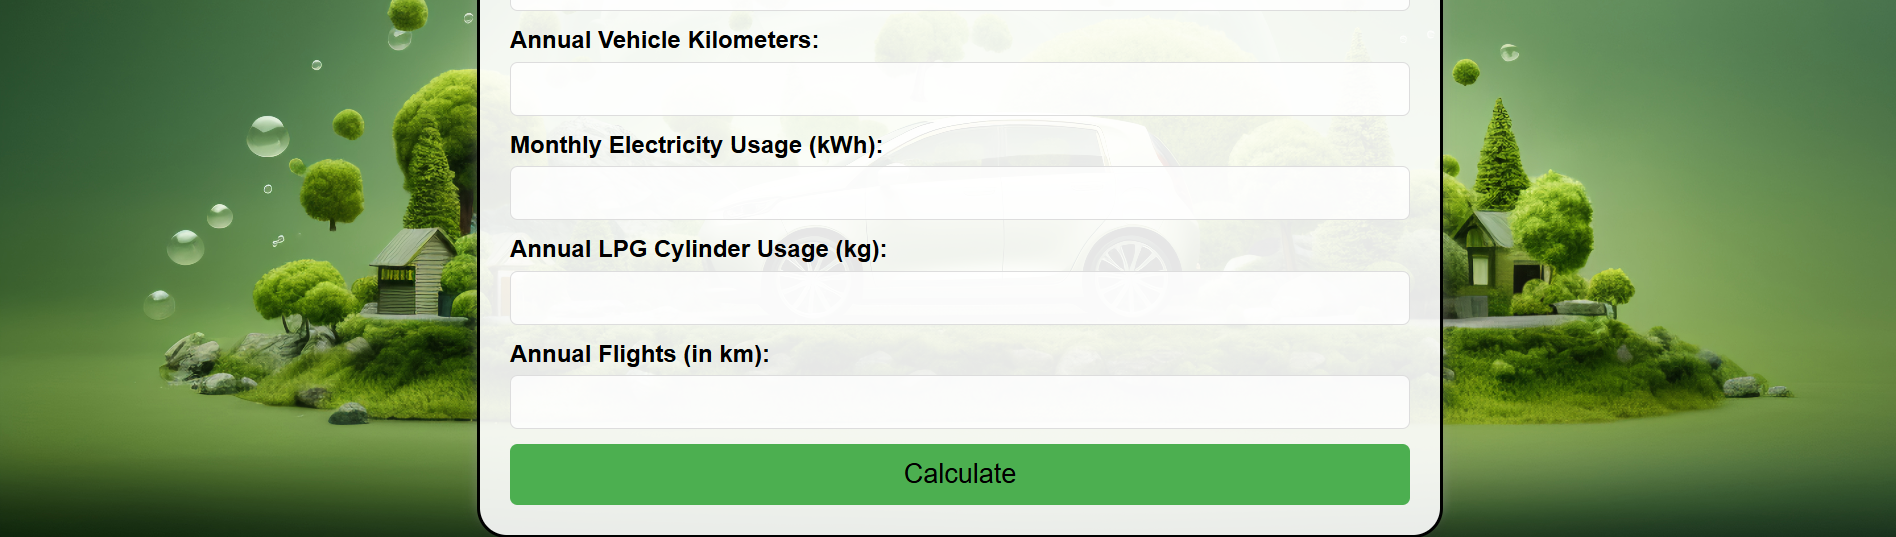 Annual Vehicle Kilometers:
Monthly Electricity Usage (kWh):
Annual LPG Cylinder Usage (kg):
Annual Flights (in km):
Calculate